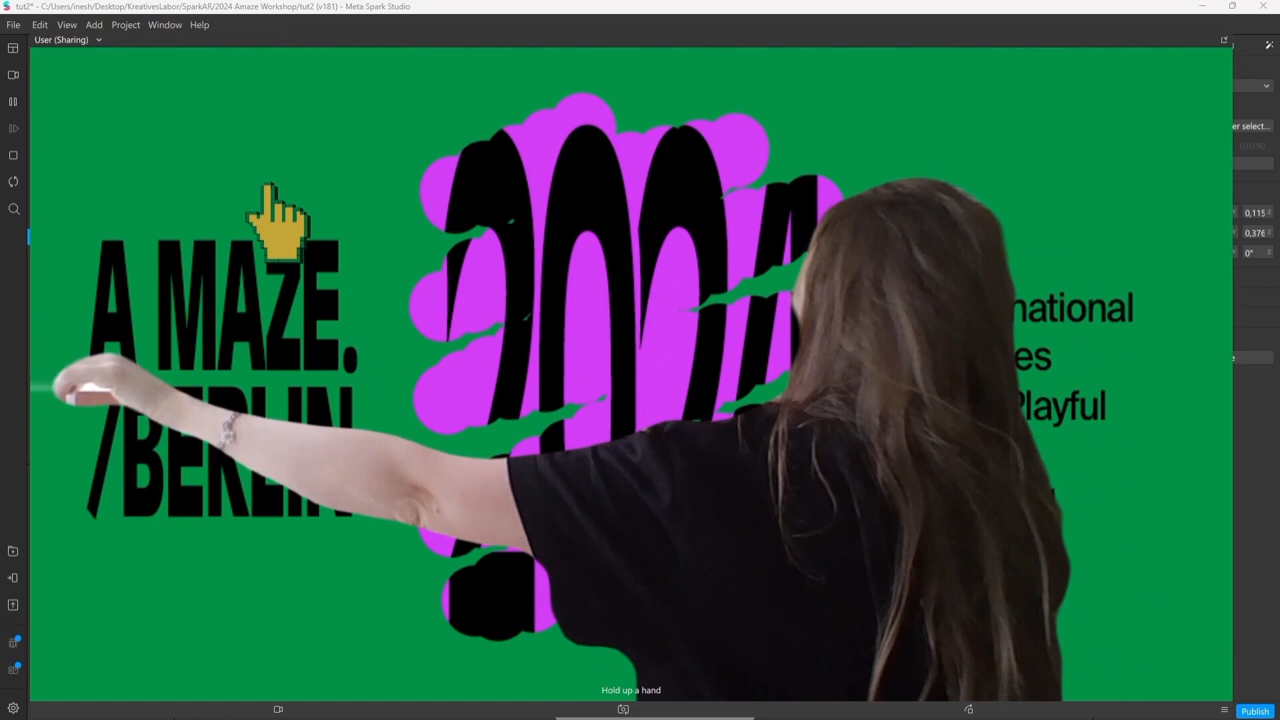 tut2* - C:/Users/inesh/Desktop/KreativesLabor/SparkAR/2024 Amaze Workshop/tut2 (v181) - Meta Spark Studio
File Edit View Add Project Window Help
User (Sharing)
er select...
0,115
0,376
0°
A MAZE.
/BERLIN
2024
national
es
Playful
Hold up a hand
Publish